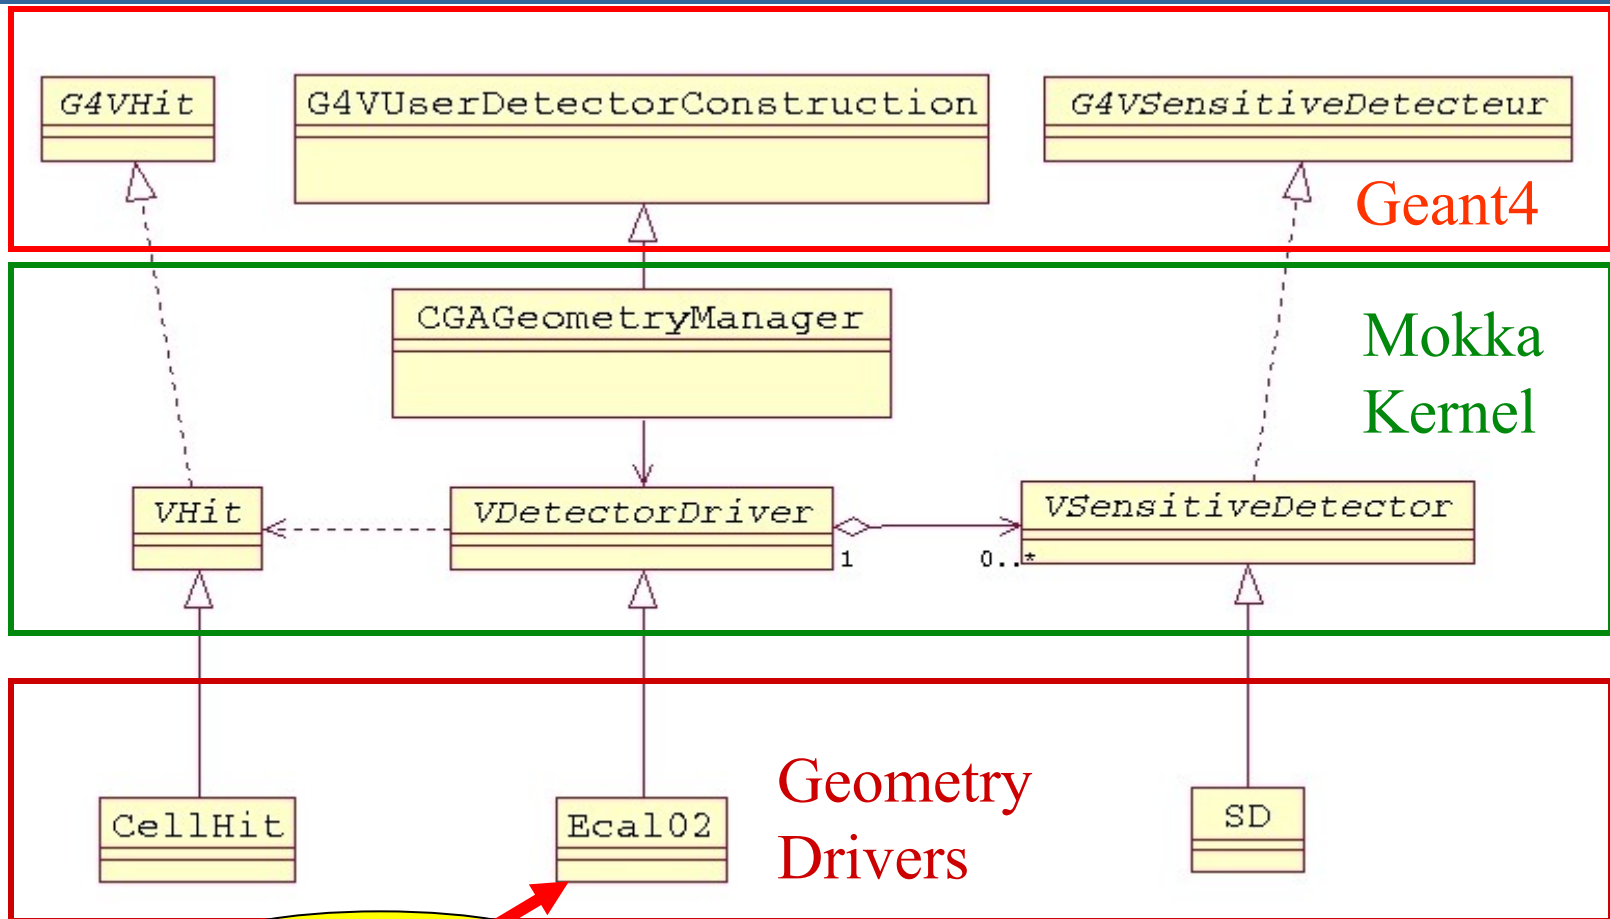 G4VHit
G4VUserDetectorConstruction
G4VSensitiveDetecteur
Geant4
CGAGeometryManager
Mokka
Kernel
VHit
VDetectorDriver
VSensitiveDetector
1
0..*
Geometry
Drivers
CellHit
Ecal02
SD